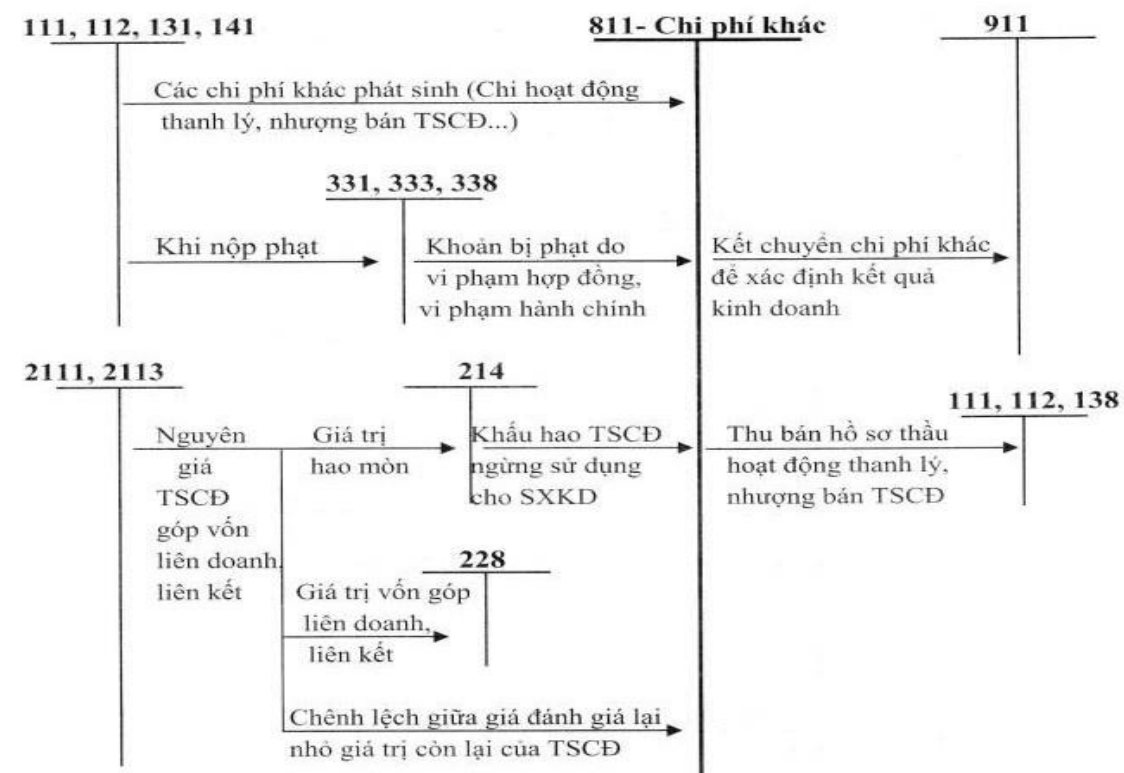 111, 112, 131, 141
811- Chi phí khác
911
Các chi phí khác phát sinh (Chi hoạt động
thanh lý, nhượng bán TSCĐ...)
331, 333, 338
Khi nộp phạt
Khoản bị phạt do
vi phạm hợp đồng,
vi phạm hành chính
Kết chuyển chi phí khác
để xác định kết quả
kinh doanh
2111, 2113
214
111, 112, 138
Nguyên
giá
TSCĐ
góp vốn
liên doanh,
liên kết
Giá trị
hao mòn
Khấu hao TSCĐ
ngừng sử dụng
cho SXKD
Thu bán hồ sơ thầu
hoạt động thanh lý,
nhượng bán TSCĐ
228
Giá trị vốn góp
liên doanh,
liên kết
Chênh lệch giữa giá đánh giá lại
nhỏ giá trị còn lại của TSCĐ